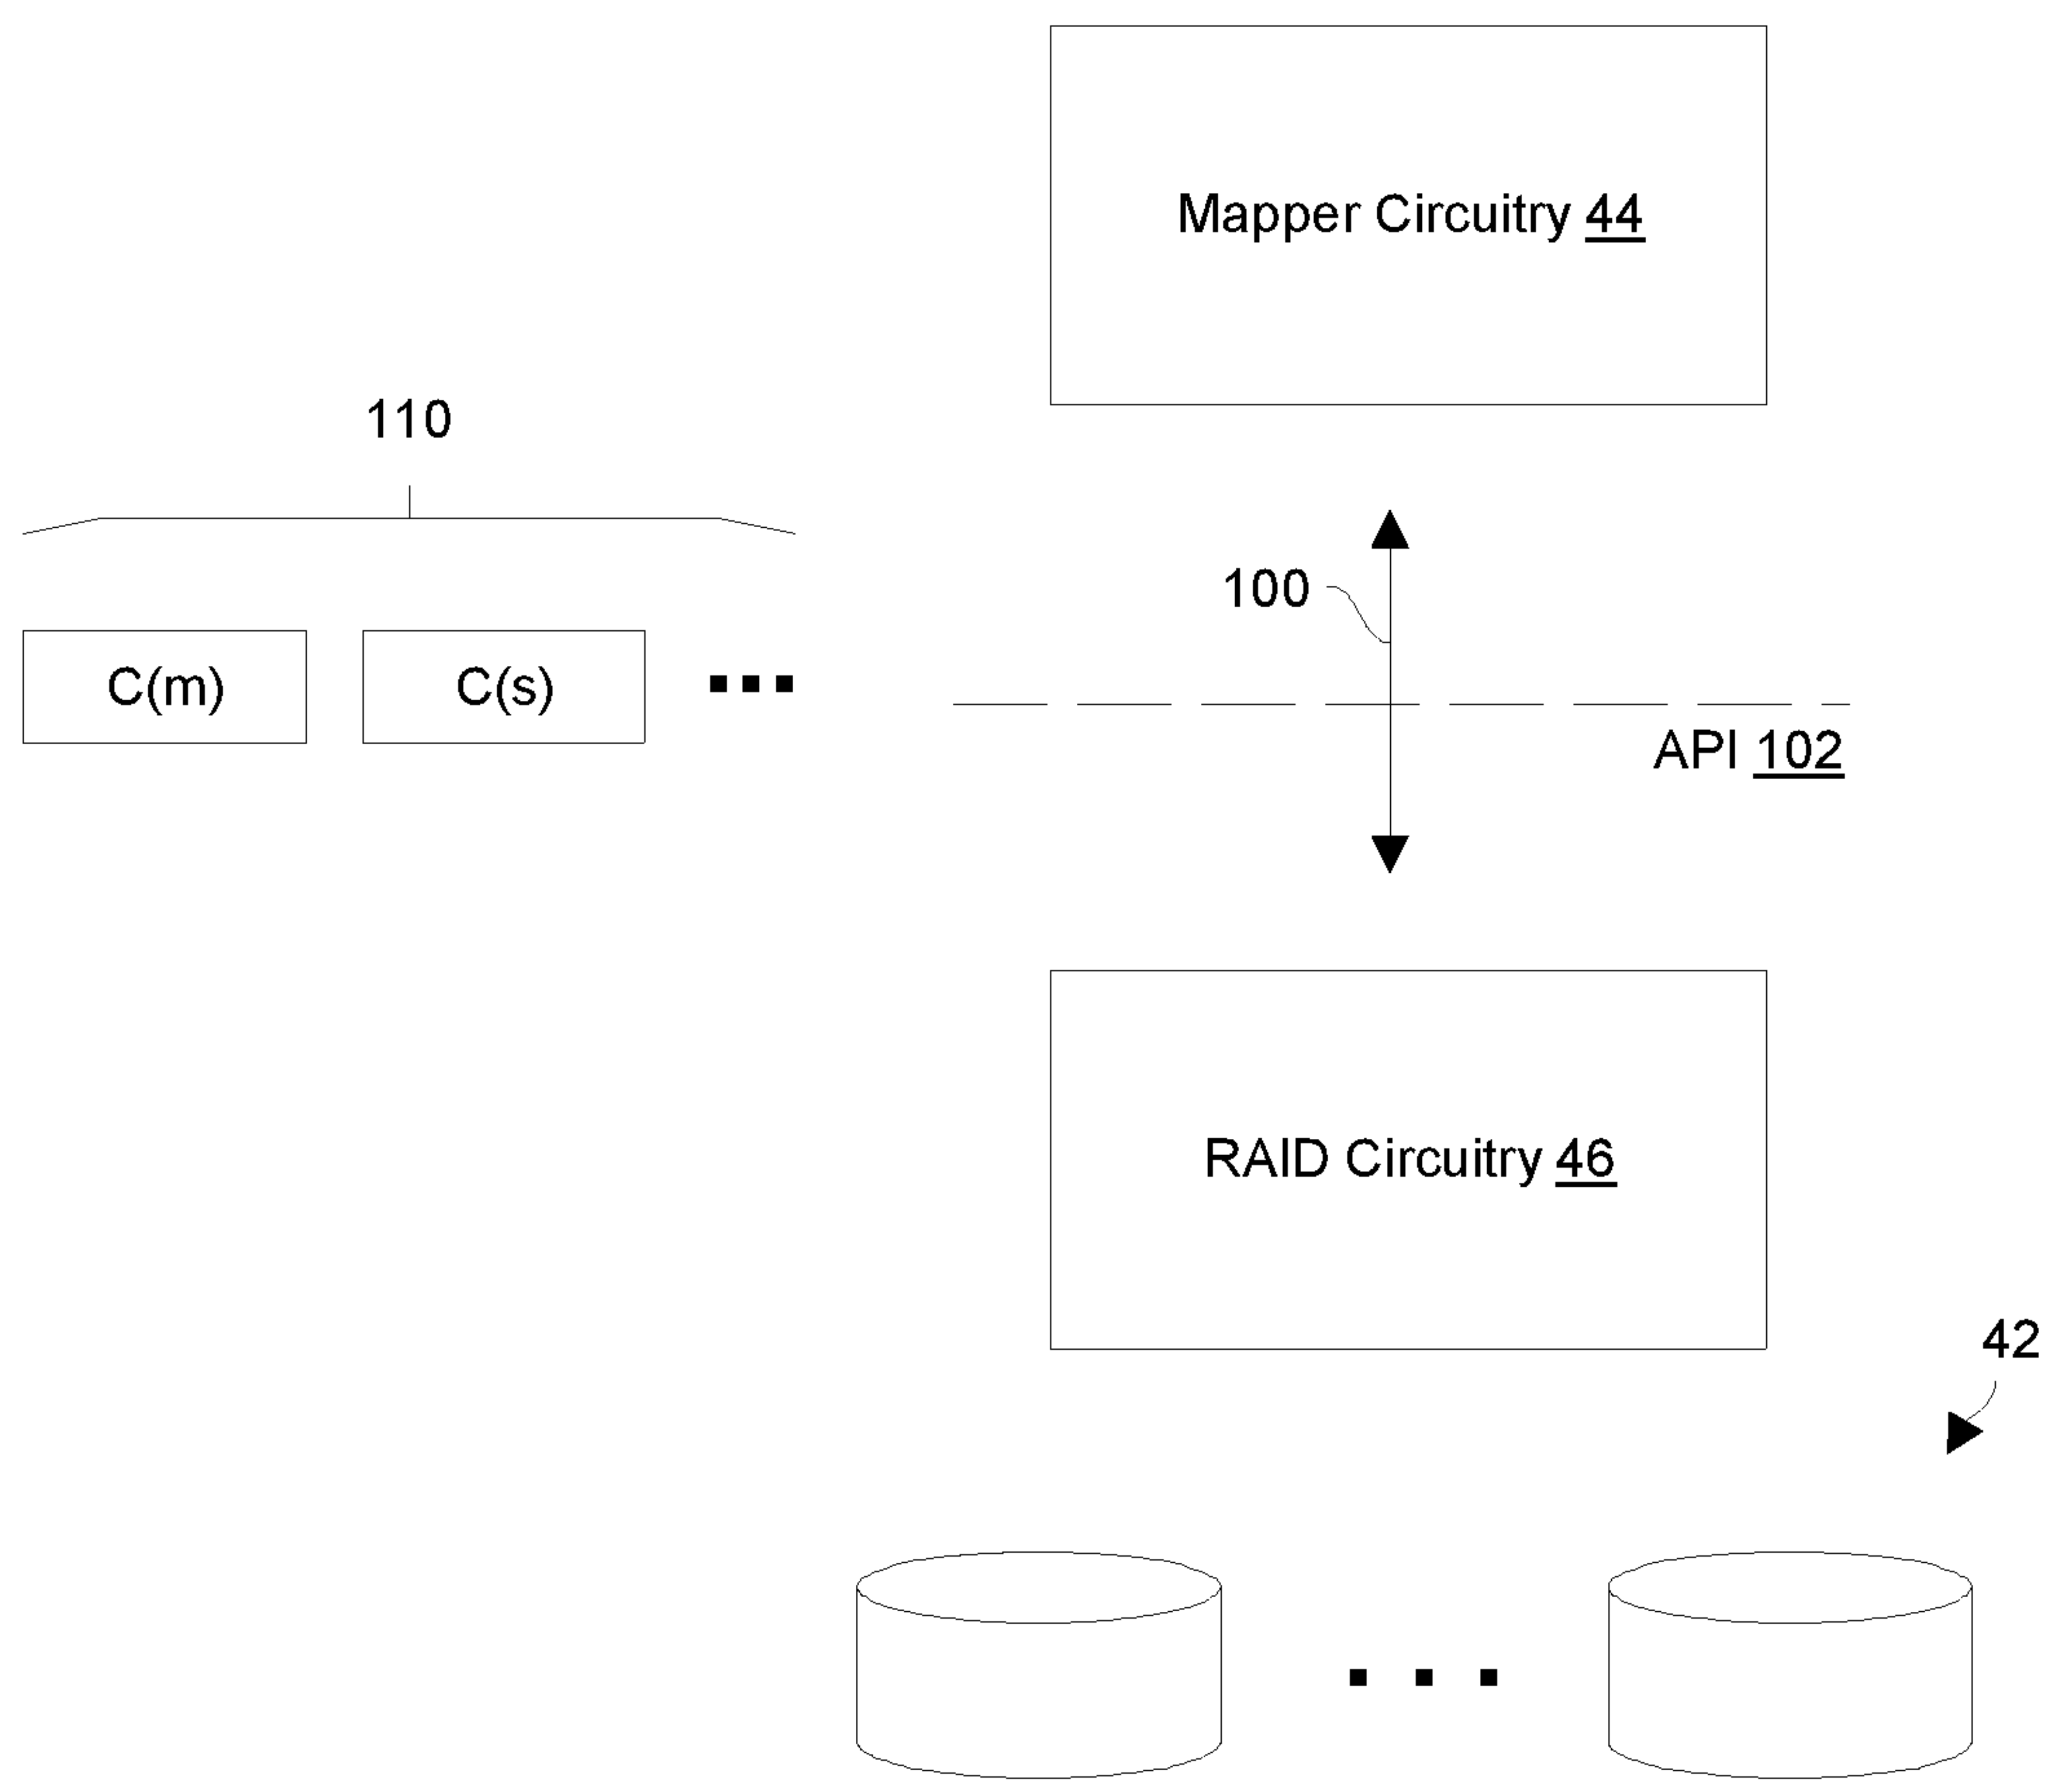 Mapper Circuitry 44
110
100
C(m)
C(s)
API 102
RAID Circuitry 46
42